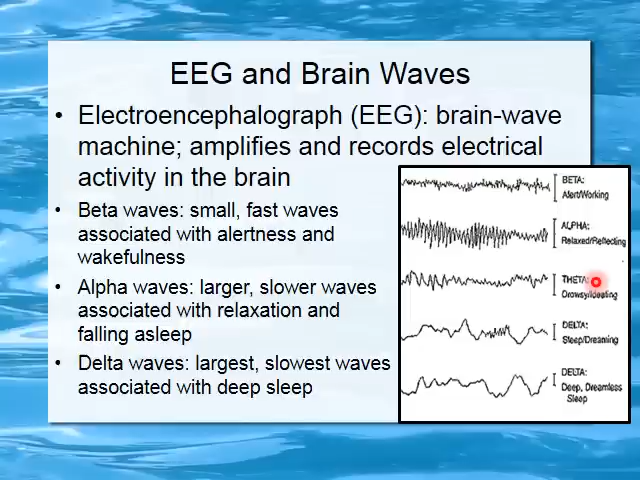 EEG and Brain Waves
• Electroencephalograph (EEG): brain-wave
machine; amplifies and records electrical
activity in the brain
• Beta waves: small, fast waves
associated with alertness and
wakefulness
• Alpha waves: larger, slower waves
associated with relaxation and
falling asleep
• Delta waves: largest, slowest waves
associated with deep sleep
BETA:
Alert/Working
ALPHA:
Relaxed/Reflecting
THETA:
Drowsy/Ideating
DELTA:
Sleep/Dreaming
DELTA:
Deep, Dreamless
Sleep